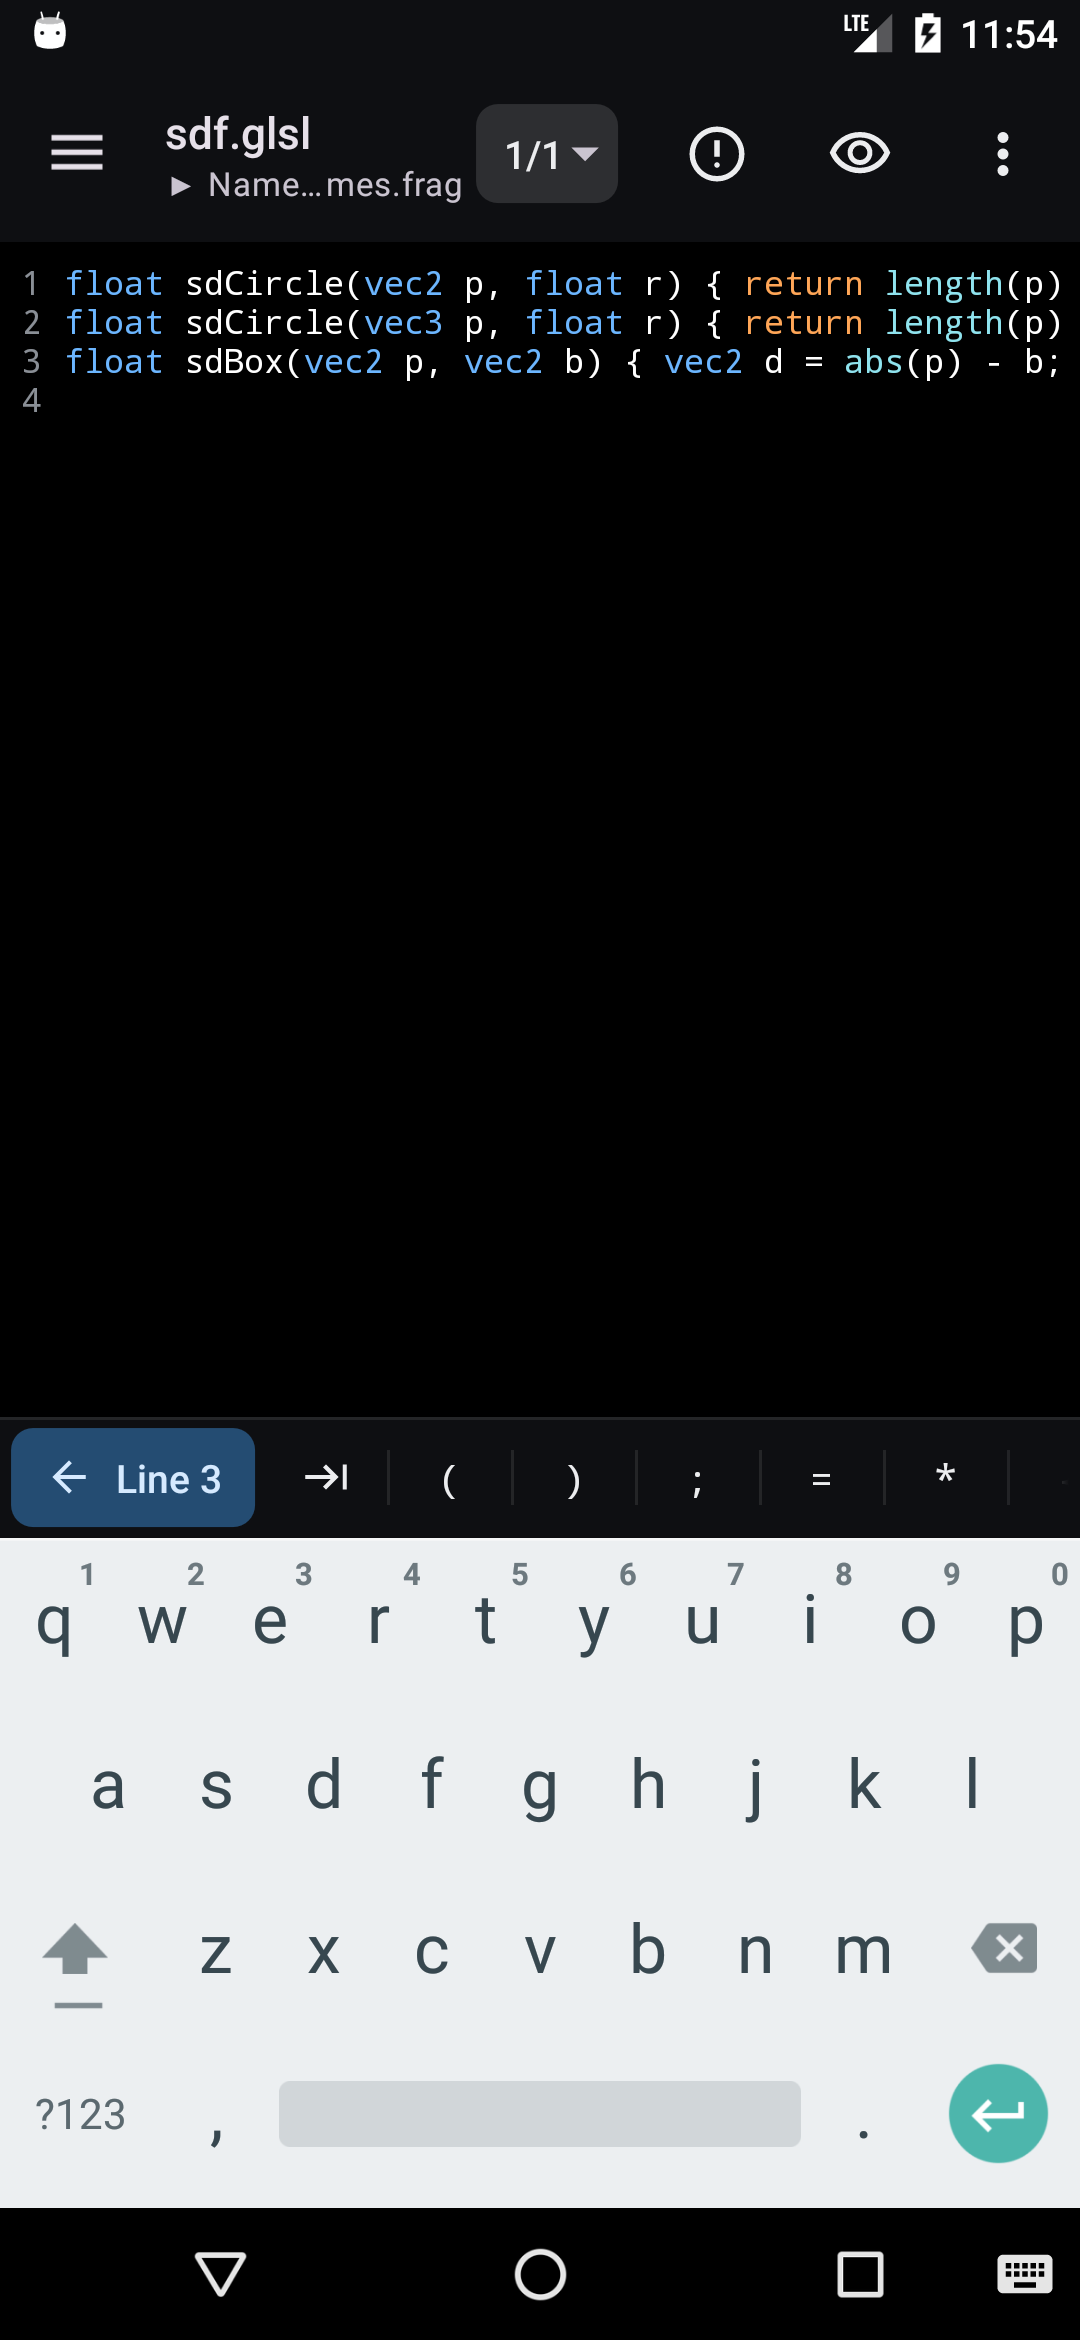 LTE 11:54
sdf.glsl
► Name…mes.frag
1/1
1 float sdCircle(vec2 p, float r) { return length(p)
2 float sdCircle(vec3 p, float r) { return length(p)
3 float sdBox(vec2 p, vec2 b) { vec2 d = abs(p) - b;
4
← Line 3 ( ) ; = *
1 2 3 4 5 6 7 8 9 0
q w e r t y u i o p
a s d f g h j k l
z x c v b n m
?123 , .